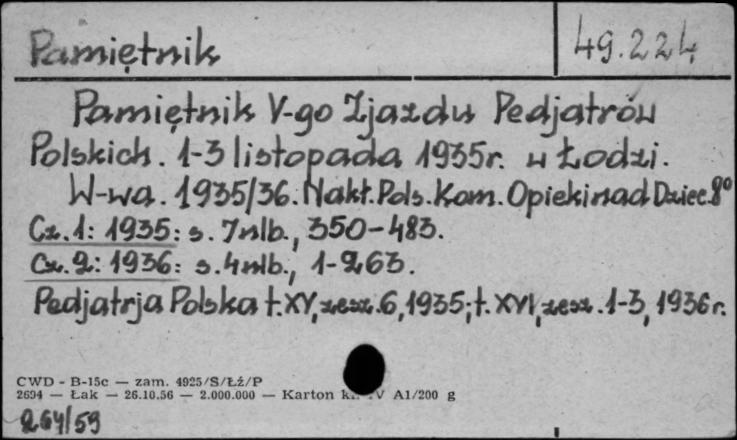 Pamiętnik
49.224
Pamiętnik V-go Zjazdu Pedjatrów
Polskich. 1-3 listopada 1935r. w Łodzi.
W-wa. 1935/36. Nakł. Pols. Kom. Opieki nad Dziec. 8º
Cz. 1: 1935: s. 7nlb., 350-483.
Cz. 2: 1936: s. 4nlb., 1-263.
Pedjatrja Polska t. XV, zesz. 6, 1935; t. XVI, zesz. 1-3, 1936r.
CWD - B-15c — zam. 4925/S/Łź/P
2694 — Łak — 26.10.56 — 2.000.000 — Karton kl. IV A1/200 g
264/59